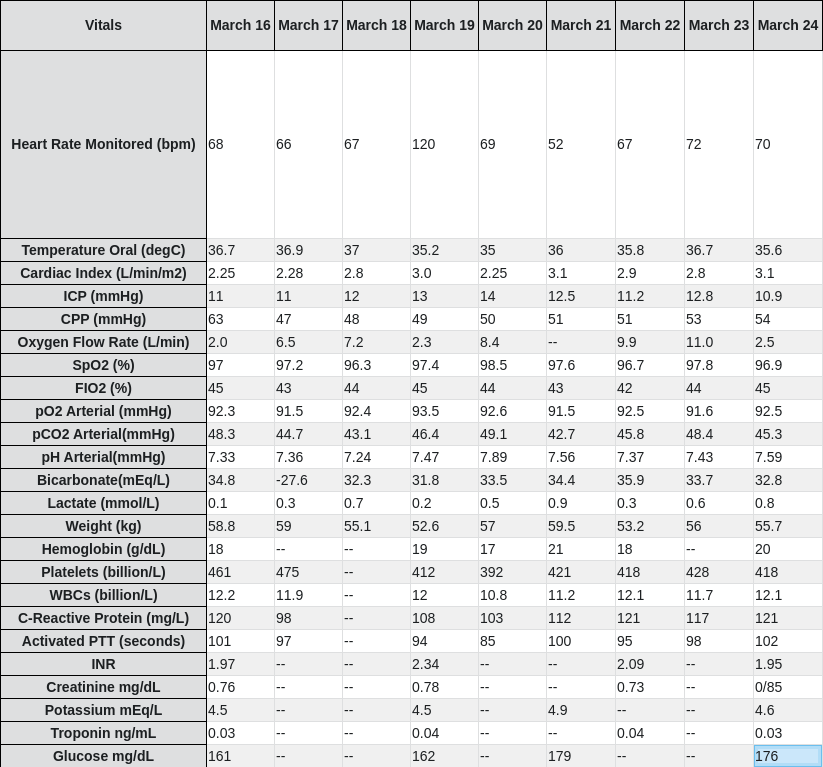 Vitals March 16 March 17 March 18 March 19 March 20 March 21 March 22 March 23 March 24
Heart Rate Monitored (bpm) 68 66 67 120 69 52 67 72 70
Temperature Oral (degC) 36.7 36.9 37 35.2 35 36 35.8 36.7 35.6
Cardiac Index (L/min/m2) 2.25 2.28 2.8 3.0 2.25 3.1 2.9 2.8 3.1
ICP (mmHg) 11 11 12 13 14 12.5 11.2 12.8 10.9
CPP (mmHg) 63 47 48 49 50 51 51 53 54
Oxygen Flow Rate (L/min) 2.0 6.5 7.2 2.3 8.4 -- 9.9 11.0 2.5
SpO2 (%) 97 97.2 96.3 97.4 98.5 97.6 96.7 97.8 96.9
FIO2 (%) 45 43 44 45 44 43 42 44 45
pO2 Arterial (mmHg) 92.3 91.5 92.4 93.5 92.6 91.5 92.5 91.6 92.5
pCO2 Arterial(mmHg) 48.3 44.7 43.1 46.4 49.1 42.7 45.8 48.4 45.3
pH Arterial(mmHg) 7.33 7.36 7.24 7.47 7.89 7.56 7.37 7.43 7.59
Bicarbonate(mEq/L) 34.8 -27.6 32.3 31.8 33.5 34.4 35.9 33.7 32.8
Lactate (mmol/L) 0.1 0.3 0.7 0.2 0.5 0.9 0.3 0.6 0.8
Weight (kg) 58.8 59 55.1 52.6 57 59.5 53.2 56 55.7
Hemoglobin (g/dL) 18 -- -- 19 17 21 18 -- 20
Platelets (billion/L) 461 475 -- 412 392 421 418 428 418
WBCs (billion/L) 12.2 11.9 -- 12 10.8 11.2 12.1 11.7 12.1
C-Reactive Protein (mg/L) 120 98 -- 108 103 112 121 117 121
Activated PTT (seconds) 101 97 -- 94 85 100 95 98 102
INR 1.97 -- -- 2.34 -- -- 2.09 -- 1.95
Creatinine mg/dL 0.76 -- -- 0.78 -- -- 0.73 -- 0/85
Potassium mEq/L 4.5 -- -- 4.5 -- 4.9 -- -- 4.6
Troponin ng/mL 0.03 -- -- 0.04 -- -- 0.04 -- 0.03
Glucose mg/dL 161 -- -- 162 -- 179 -- -- 176